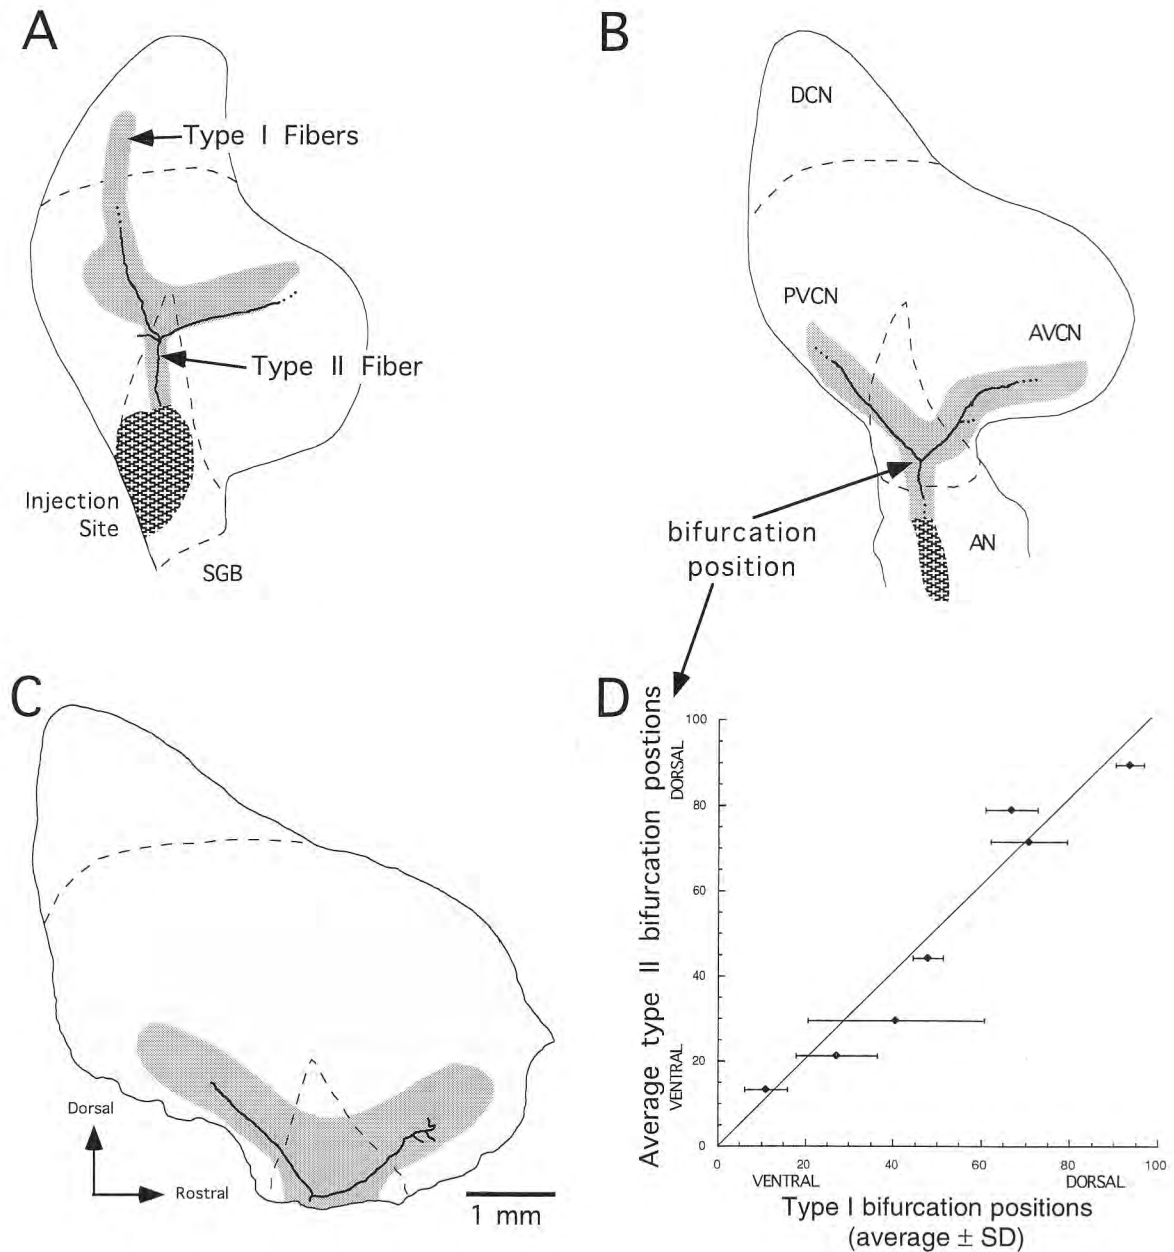 A
Type I Fibers
Type II Fiber
Injection
Site
SGB
B
DCN
PVCN
AVCN
AN
bifurcation
position
C
Dorsal
Rostral
1 mm
D
Average type II bifurcation postions
VENTRAL
DORSAL
100
80
60
40
20
0
0 20 40 60 80 100
VENTRAL DORSAL
Type I bifurcation positions
(average ± SD)